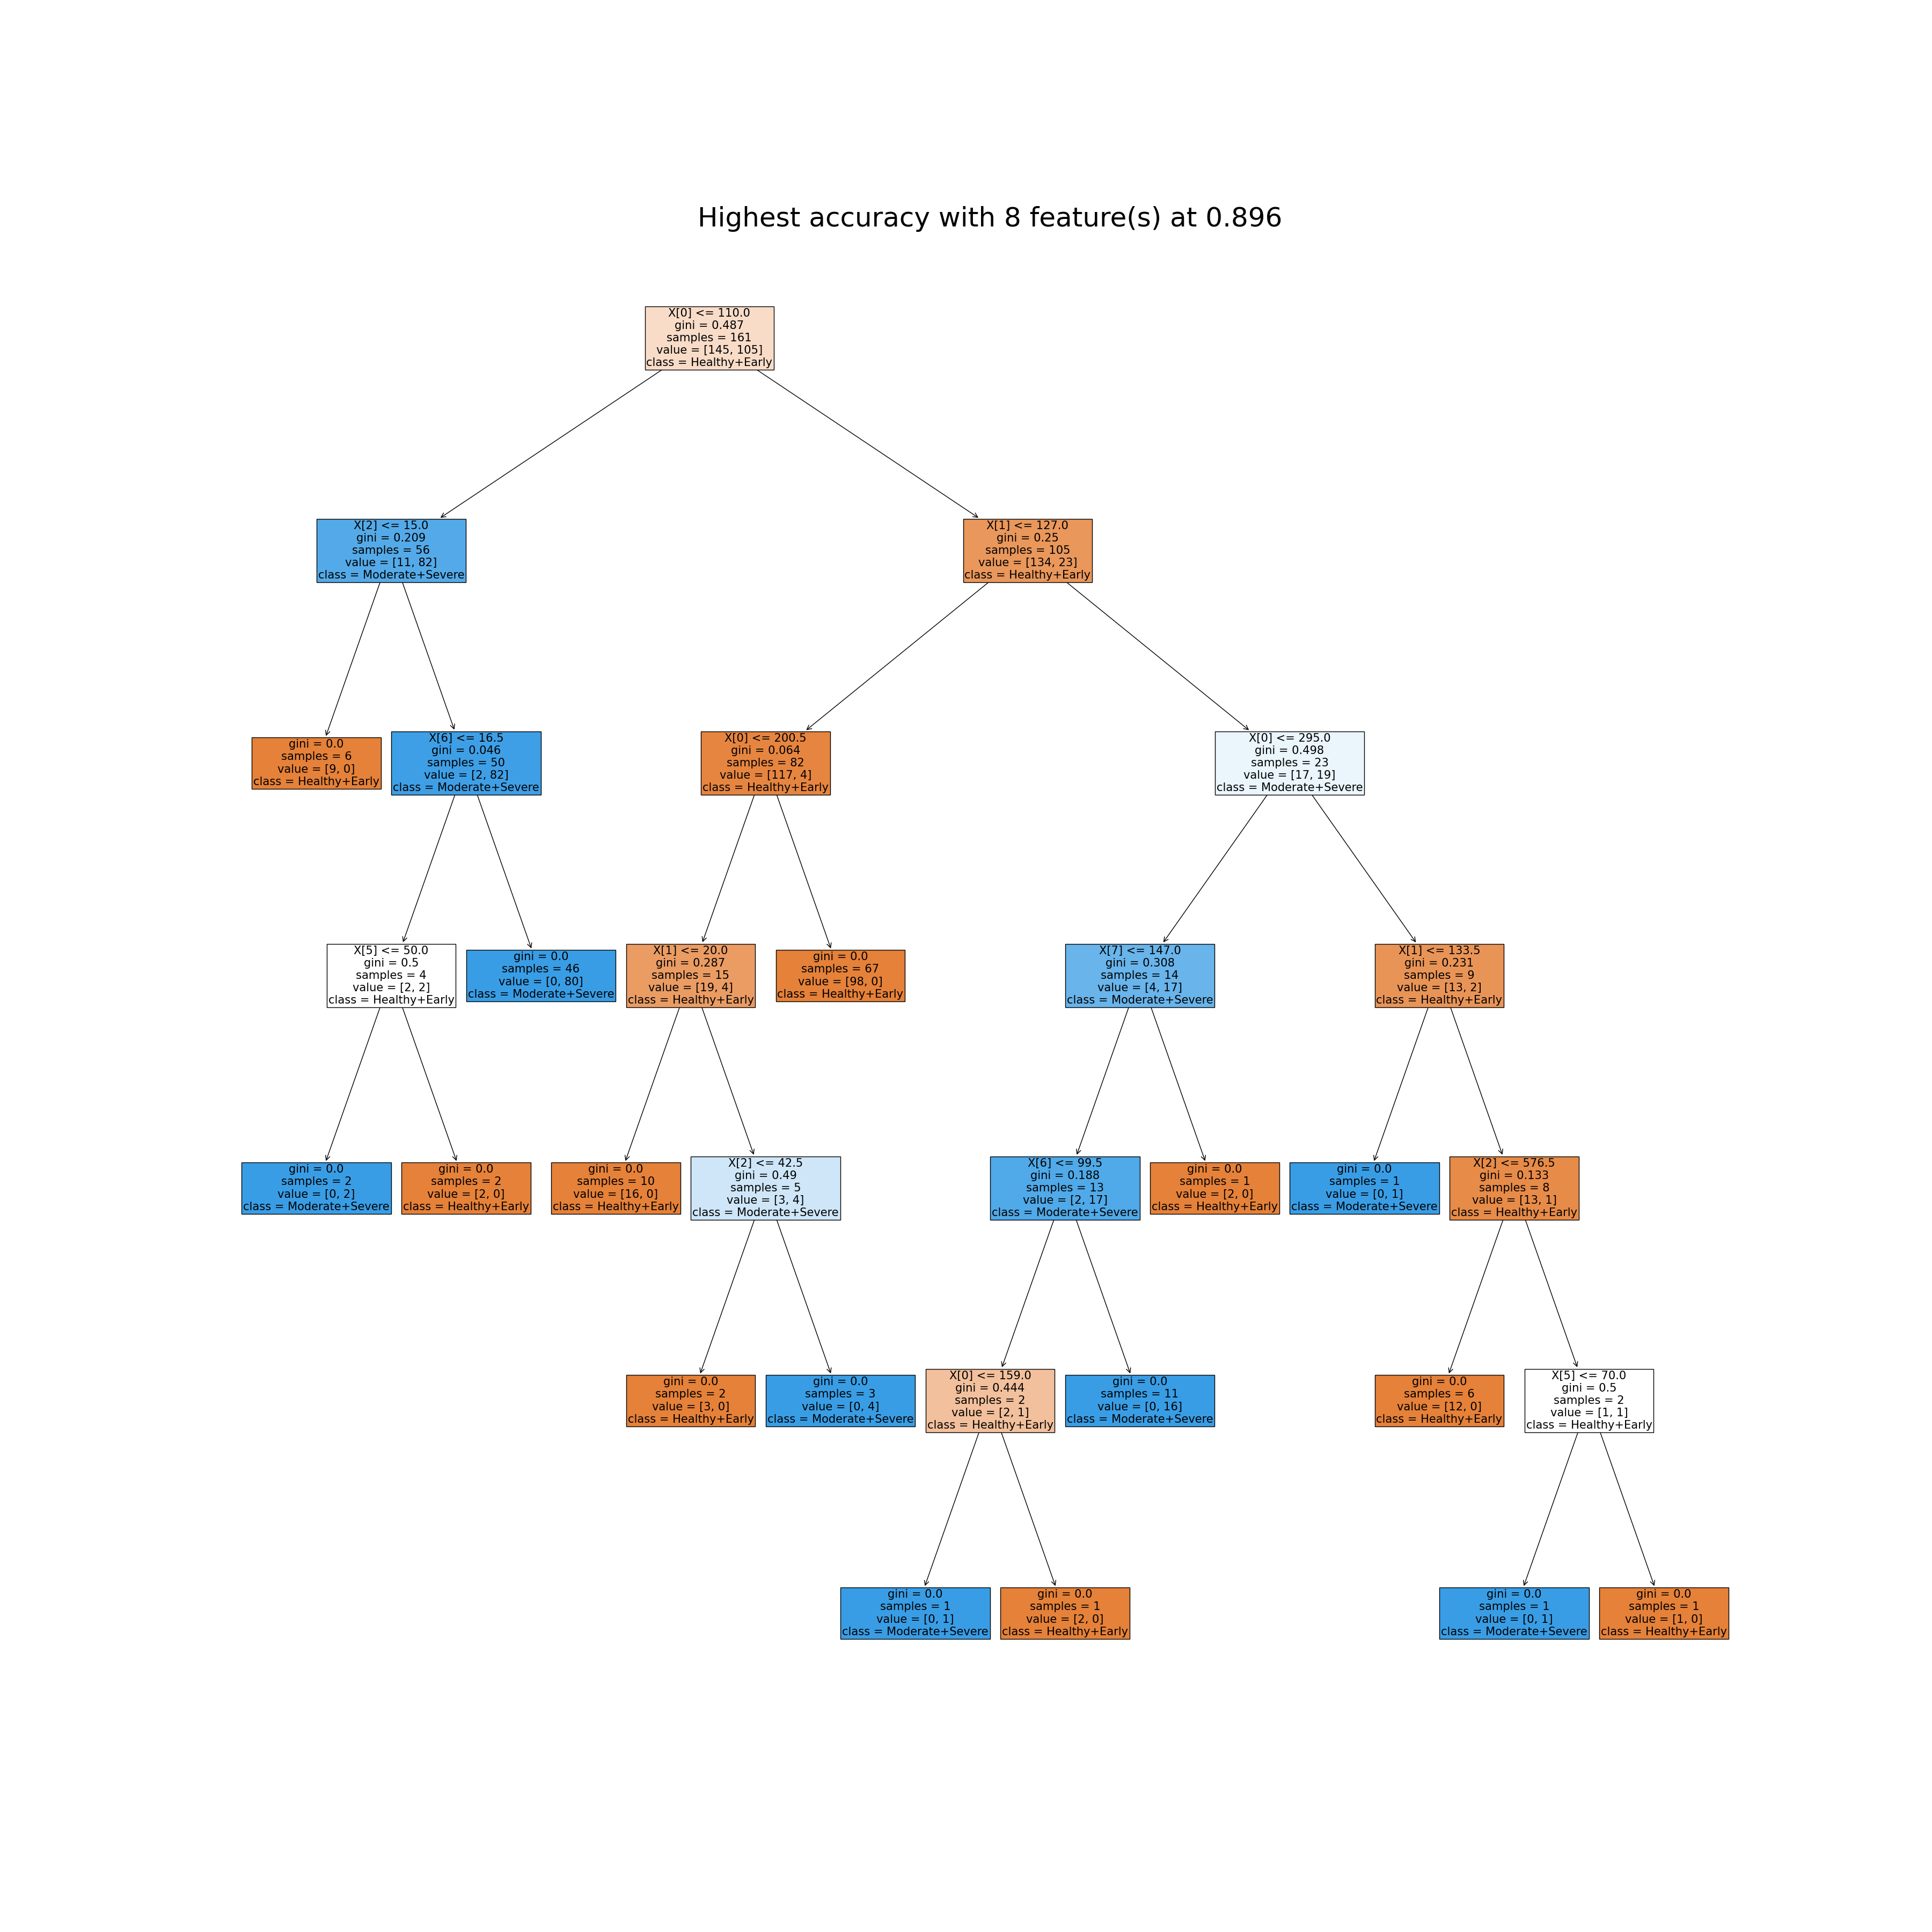 Highest accuracy with 8 feature(s) at 0.896
X[0] <= 110.0
gini = 0.487
samples = 161
value = [145, 105]
class = Healthy+Early
X[2] <= 15.0
gini = 0.209
samples = 56
value = [11, 82]
class = Moderate+Severe
X[1] <= 127.0
gini = 0.25
samples = 105
value = [134, 23]
class = Healthy+Early
gini = 0.0
samples = 6
value = [9, 0]
class = Healthy+Early
X[6] <= 16.5
gini = 0.046
samples = 50
value = [2, 82]
class = Moderate+Severe
X[0] <= 200.5
gini = 0.064
samples = 82
value = [117, 4]
class = Healthy+Early
X[0] <= 295.0
gini = 0.498
samples = 23
value = [17, 19]
class = Moderate+Severe
X[5] <= 50.0
gini = 0.5
samples = 4
value = [2, 2]
class = Healthy+Early
gini = 0.0
samples = 46
value = [0, 80]
class = Moderate+Severe
X[1] <= 20.0
gini = 0.287
samples = 15
value = [19, 4]
class = Healthy+Early
gini = 0.0
samples = 67
value = [98, 0]
class = Healthy+Early
X[7] <= 147.0
gini = 0.308
samples = 14
value = [4, 17]
class = Moderate+Severe
X[1] <= 133.5
gini = 0.231
samples = 9
value = [13, 2]
class = Healthy+Early
gini = 0.0
samples = 2
value = [0, 2]
class = Moderate+Severe
gini = 0.0
samples = 2
value = [2, 0]
class = Healthy+Early
gini = 0.0
samples = 10
value = [16, 0]
class = Healthy+Early
X[2] <= 42.5
gini = 0.49
samples = 5
value = [3, 4]
class = Moderate+Severe
X[6] <= 99.5
gini = 0.188
samples = 13
value = [2, 17]
class = Moderate+Severe
gini = 0.0
samples = 1
value = [2, 0]
class = Healthy+Early
gini = 0.0
samples = 1
value = [0, 1]
class = Moderate+Severe
X[2] <= 576.5
gini = 0.133
samples = 8
value = [13, 1]
class = Healthy+Early
gini = 0.0
samples = 2
value = [3, 0]
class = Healthy+Early
gini = 0.0
samples = 3
value = [0, 4]
class = Moderate+Severe
X[0] <= 159.0
gini = 0.444
samples = 2
value = [2, 1]
class = Healthy+Early
gini = 0.0
samples = 11
value = [0, 16]
class = Moderate+Severe
gini = 0.0
samples = 6
value = [12, 0]
class = Healthy+Early
X[5] <= 70.0
gini = 0.5
samples = 2
value = [1, 1]
class = Healthy+Early
gini = 0.0
samples = 1
value = [0, 1]
class = Moderate+Severe
gini = 0.0
samples = 1
value = [2, 0]
class = Healthy+Early
gini = 0.0
samples = 1
value = [0, 1]
class = Moderate+Severe
gini = 0.0
samples = 1
value = [1, 0]
class = Healthy+Early